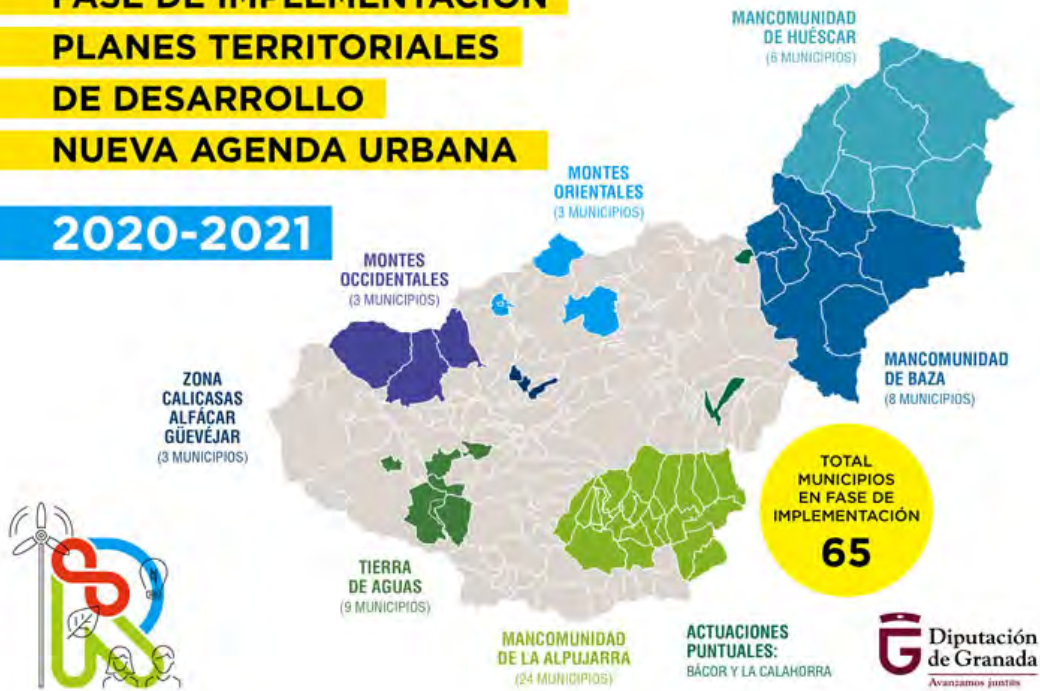 FASE DE IMPLEMENTACIÓN
PLANES TERRITORIALES
DE DESARROLLO
NUEVA AGENDA URBANA
2020-2021
MANCOMUNIDAD
DE HUÉSCAR
(6 MUNICIPIOS)
MONTES
ORIENTALES
(3 MUNICIPIOS)
MONTES
OCCIDENTALES
(3 MUNICIPIOS)
ZONA
CALICASAS
ALFÁCAR
GÜEVÉJAR
(3 MUNICIPIOS)
MANCOMUNIDAD
DE BAZA
(8 MUNICIPIOS)
TOTAL
MUNICIPIOS
EN FASE DE
IMPLEMENTACIÓN
65
TIERRA
DE AGUAS
(9 MUNICIPIOS)
MANCOMUNIDAD
DE LA ALPUJARRA
(24 MUNICIPIOS)
ACTUACIONES
PUNTUALES:
BÁCOR Y LA CALAHORRA
Diputación
de Granada
Avanzamos juntos